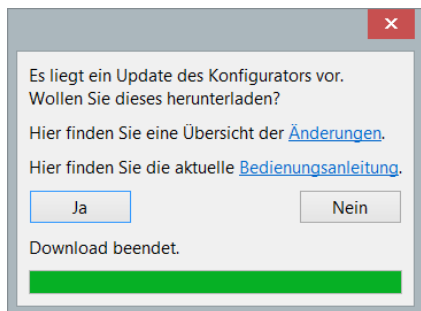 Es liegt ein Update des Konfigurators vor.
Wollen Sie dieses herunterladen?
Hier finden Sie eine Übersicht der Änderungen.
Hier finden Sie die aktuelle Bedienungsanleitung.
Ja
Nein
Download beendet.